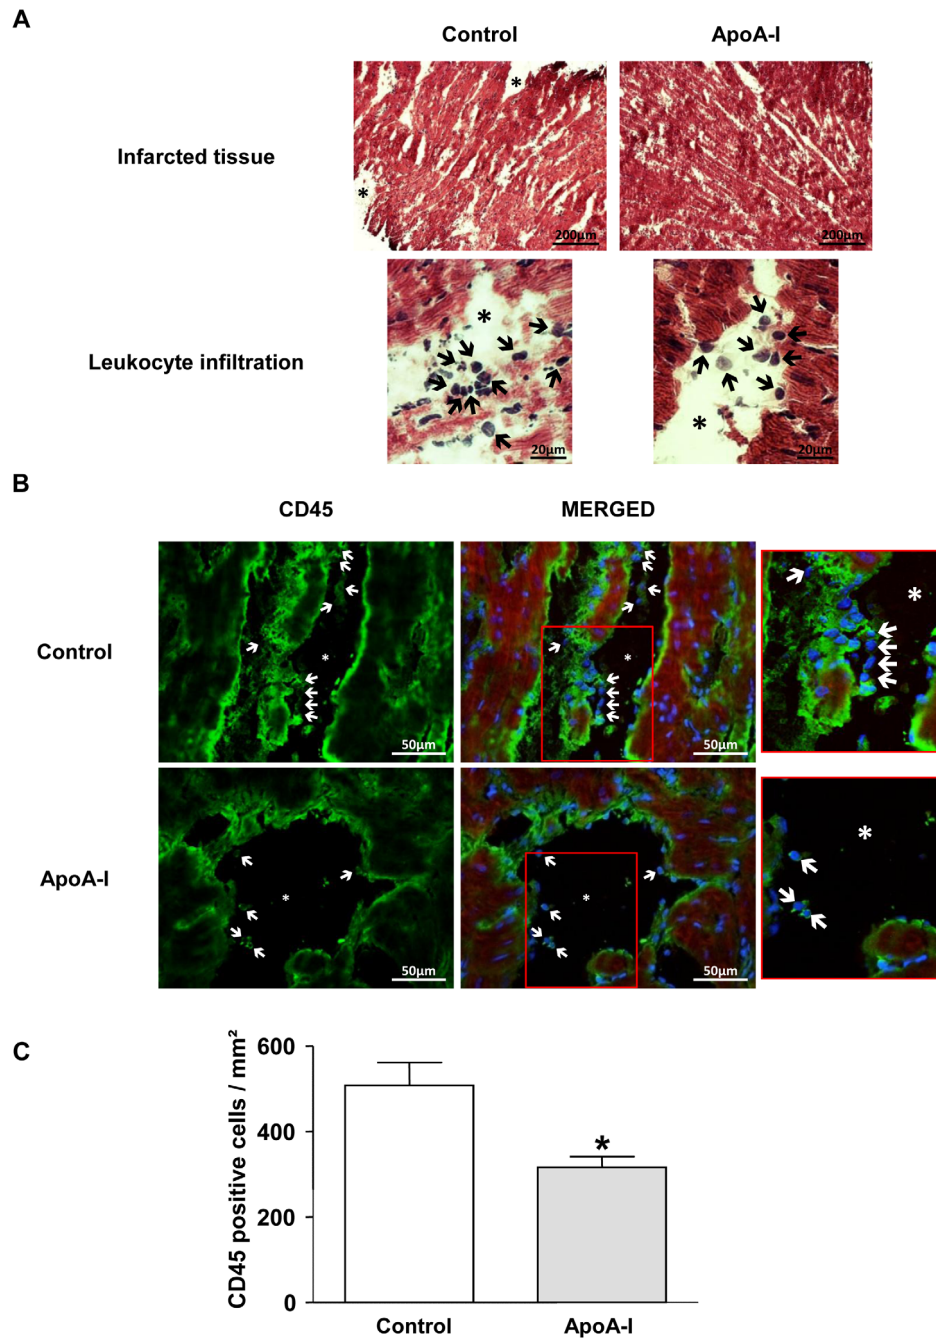 A
Control ApoA-I
Infarcted tissue
*
*
200µm 200µm
Leukocyte infiltration
*
*
20µm 20µm
B
CD45 MERGED
Control
* * *
50µm 50µm
ApoA-I
* * *
50µm 50µm
C
CD45 positive cells / mm²
600
400
200
0
*
Control ApoA-I